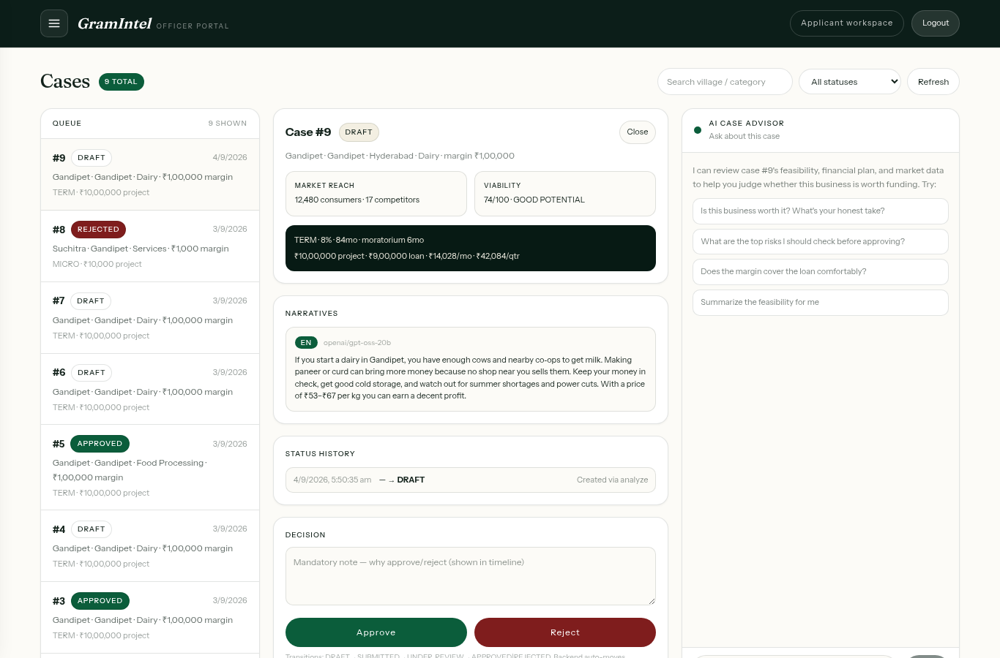 GramIntel OFFICER PORTAL
Applicant workspace
Logout
Cases
9 TOTAL
Search village / category
All statuses
Refresh
QUEUE
9 SHOWN
#9 DRAFT 4/9/2026
Gandipet · Gandipet · Dairy · ₹1,00,000 margin
TERM · ₹10,00,000 project
#8 REJECTED 3/9/2026
Suchitra · Gandipet · Services · ₹1,000 margin
MICRO · ₹10,000 project
#7 DRAFT 3/9/2026
Gandipet · Gandipet · Dairy · ₹1,00,000 margin
TERM · ₹10,00,000 project
#6 DRAFT 3/9/2026
Gandipet · Gandipet · Dairy · ₹1,00,000 margin
TERM · ₹10,00,000 project
#5 APPROVED 3/9/2026
Gandipet · Gandipet · Food Processing ·
₹1,00,000 margin
TERM · ₹10,00,000 project
#4 DRAFT 3/9/2026
Gandipet · Gandipet · Dairy · ₹1,00,000 margin
TERM · ₹10,00,000 project
#3 APPROVED 3/9/2026
Gandipet · Gandipet · Dairy · ₹1,00,000 margin
TERM · ₹10,00,000 project
Case #9 DRAFT
Close
Gandipet · Gandipet · Hyderabad · Dairy · margin ₹1,00,000
MARKET REACH
12,480 consumers · 17 competitors
VIABILITY
74/100 · GOOD POTENTIAL
TERM · 8% · 84mo · moratorium 6mo
₹10,00,000 project · ₹9,00,000 loan · ₹14,028/mo · ₹42,084/qtr
NARRATIVES
EN openai/gpt-oss-20b
If you start a dairy in Gandipet, you have enough cows and nearby co-ops to get milk. Making
paneer or curd can bring more money because no shop near you sells them. Keep your money in
check, get good cold storage, and watch out for summer shortages and power cuts. With a price
of ₹53–₹67 per kg you can earn a decent profit.
STATUS HISTORY
4/9/2026, 5:50:35 am — → DRAFT Created via analyze
DECISION
Mandatory note — why approve/reject (shown in timeline)
Approve
Reject
Transitions: DRAFT → SUBMITTED → UNDER_REVIEW → APPROVED|REJECTED. Backend auto-moves
AI CASE ADVISOR
Ask about this case
I can review case #9's feasibility, financial plan, and market data
to help you judge whether this business is worth funding. Try:
Is this business worth it? What's your honest take?
What are the top risks I should check before approving?
Does the margin cover the loan comfortably?
Summarize the feasibility for me